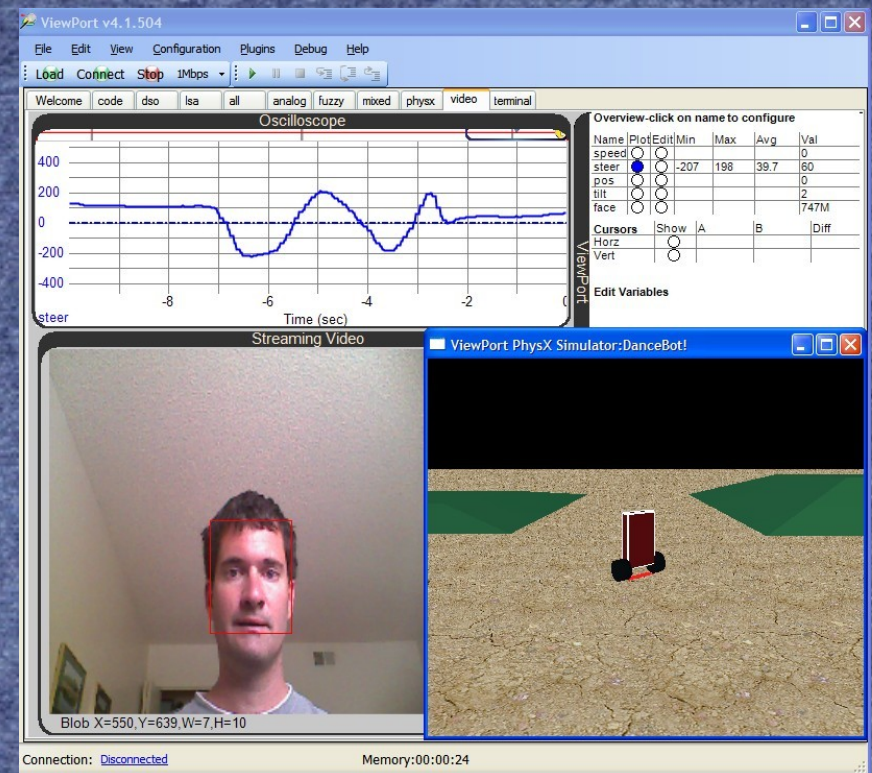 ViewPort v4.1.504
File Edit View Configuration Plugins Debug Help
Load Connect Stop 1Mbps
Welcome code dso lsa all analog fuzzy mixed physx video terminal
Oscilloscope
400
200
0
-200
-400
-8 -6 -4 -2 0
steer
Time (sec)
ViewPort
Overview-click on name to configure
Name Plot Edit Min Max Avg Val
speed 0
steer -207 198 39.7 60
pos 0
tilt 2
face 747M
Cursors Show A B Diff
Horz
Vert
Edit Variables
Streaming Video
Blob X=550,Y=639,W=7,H=10
ViewPort PhysX Simulator:DanceBot!
Connection: Disconnected Memory:00:00:24